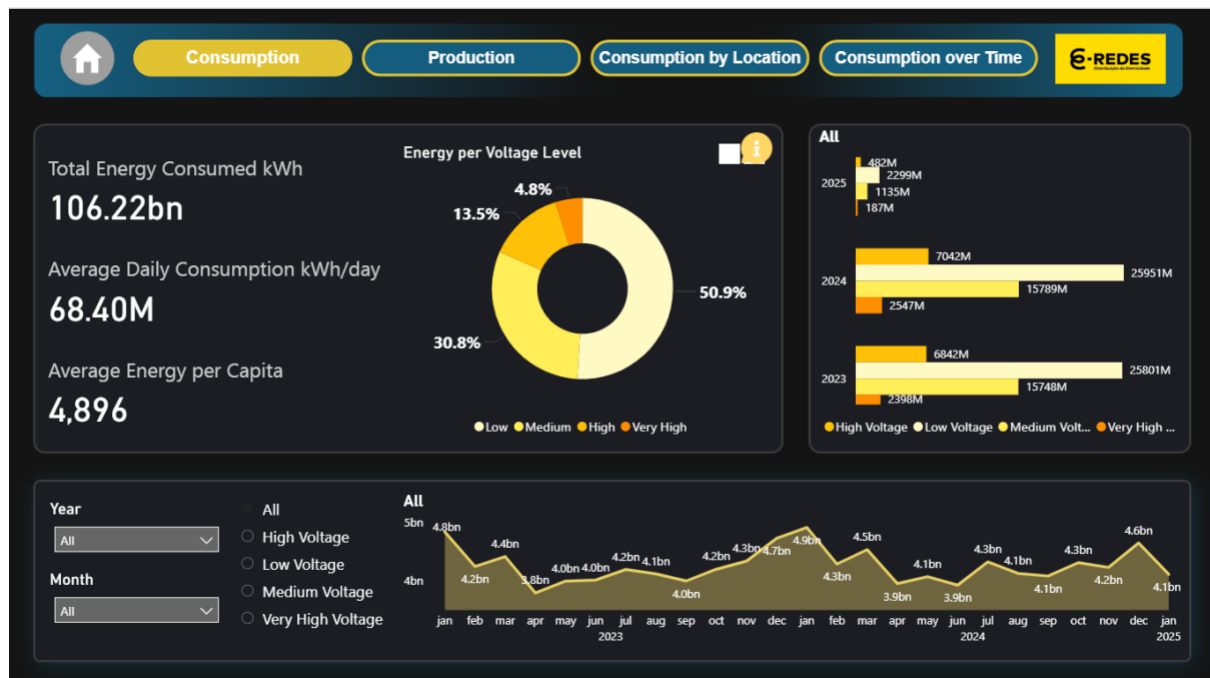 Consumption
Production
Consumption by Location
Consumption over Time
E-REDES
Total Energy Consumed kWh
106.22bn
Average Daily Consumption kWh/day
68.40M
Average Energy per Capita
4,896
Energy per Voltage Level
i
4.8%
13.5%
50.9%
30.8%
Low Medium High Very High
All
2025
482M
2299M
1135M
187M
2024
7042M
25951M
15789M
2547M
2023
6842M
25801M
15748M
2398M
High Voltage Low Voltage Medium Volt... Very High ...
Year
All
Month
All
All
High Voltage
Low Voltage
Medium Voltage
Very High Voltage
All
5bn
4bn
4.8bn 4.2bn 4.4bn 3.8bn 4.0bn 4.0bn 4.2bn 4.1bn 4.0bn 4.2bn 4.3bn 4.7bn 4.9bn 4.3bn 4.5bn 3.9bn 4.1bn 3.9bn 4.3bn 4.1bn 4.1bn 4.3bn 4.2bn 4.6bn 4.1bn
jan feb mar apr may jun jul aug sep oct nov dec jan feb mar apr may jun jul aug sep oct nov dec jan
2023 2024 2025